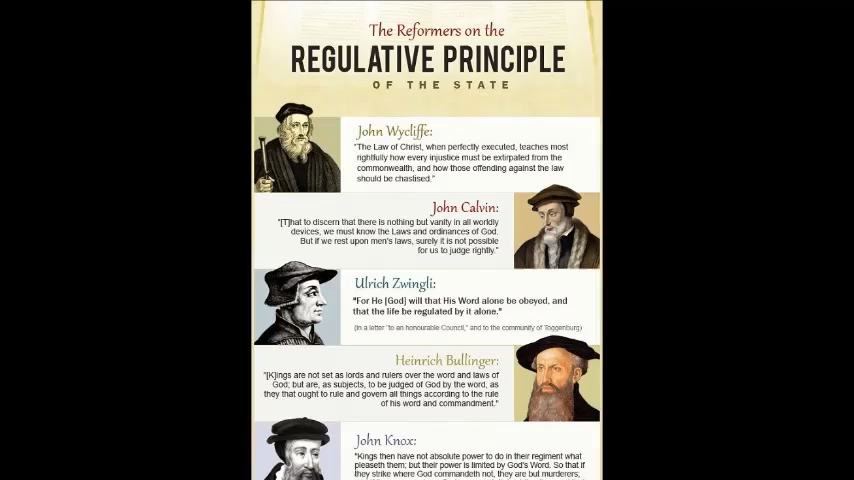 The Reformers on the
REGULATIVE PRINCIPLE
OF THE STATE
John Wycliffe:
"The Law of Christ, when perfectly executed, teaches most
rightfully how every injustice must be extirpated from the
commonwealth, and how those offending against the law
should be chastised."
John Calvin:
"[T]hat to discern that there is nothing but vanity in all worldly
devices, we must know the Laws and ordinances of God.
But if we rest upon men's laws, surely it is not possible
for us to judge rightly."
Ulrich Zwingli:
"For He [God] will that His Word alone be obeyed, and
that the life be regulated by it alone."
(In a letter "to an honourable Council," and to the community of Toggenburg)
Heinrich Bullinger:
"[K]ings are not set as lords and rulers over the word and laws of
God; but are, as subjects, to be judged of God by the word, as
they that ought to rule and govern all things according to the rule
of his word and commandment."
John Knox:
"Kings then have not absolute power to do in their regiment what
pleaseth them; but their power is limited by God's Word. So that if
they strike where God commandeth not, they are but murderers;